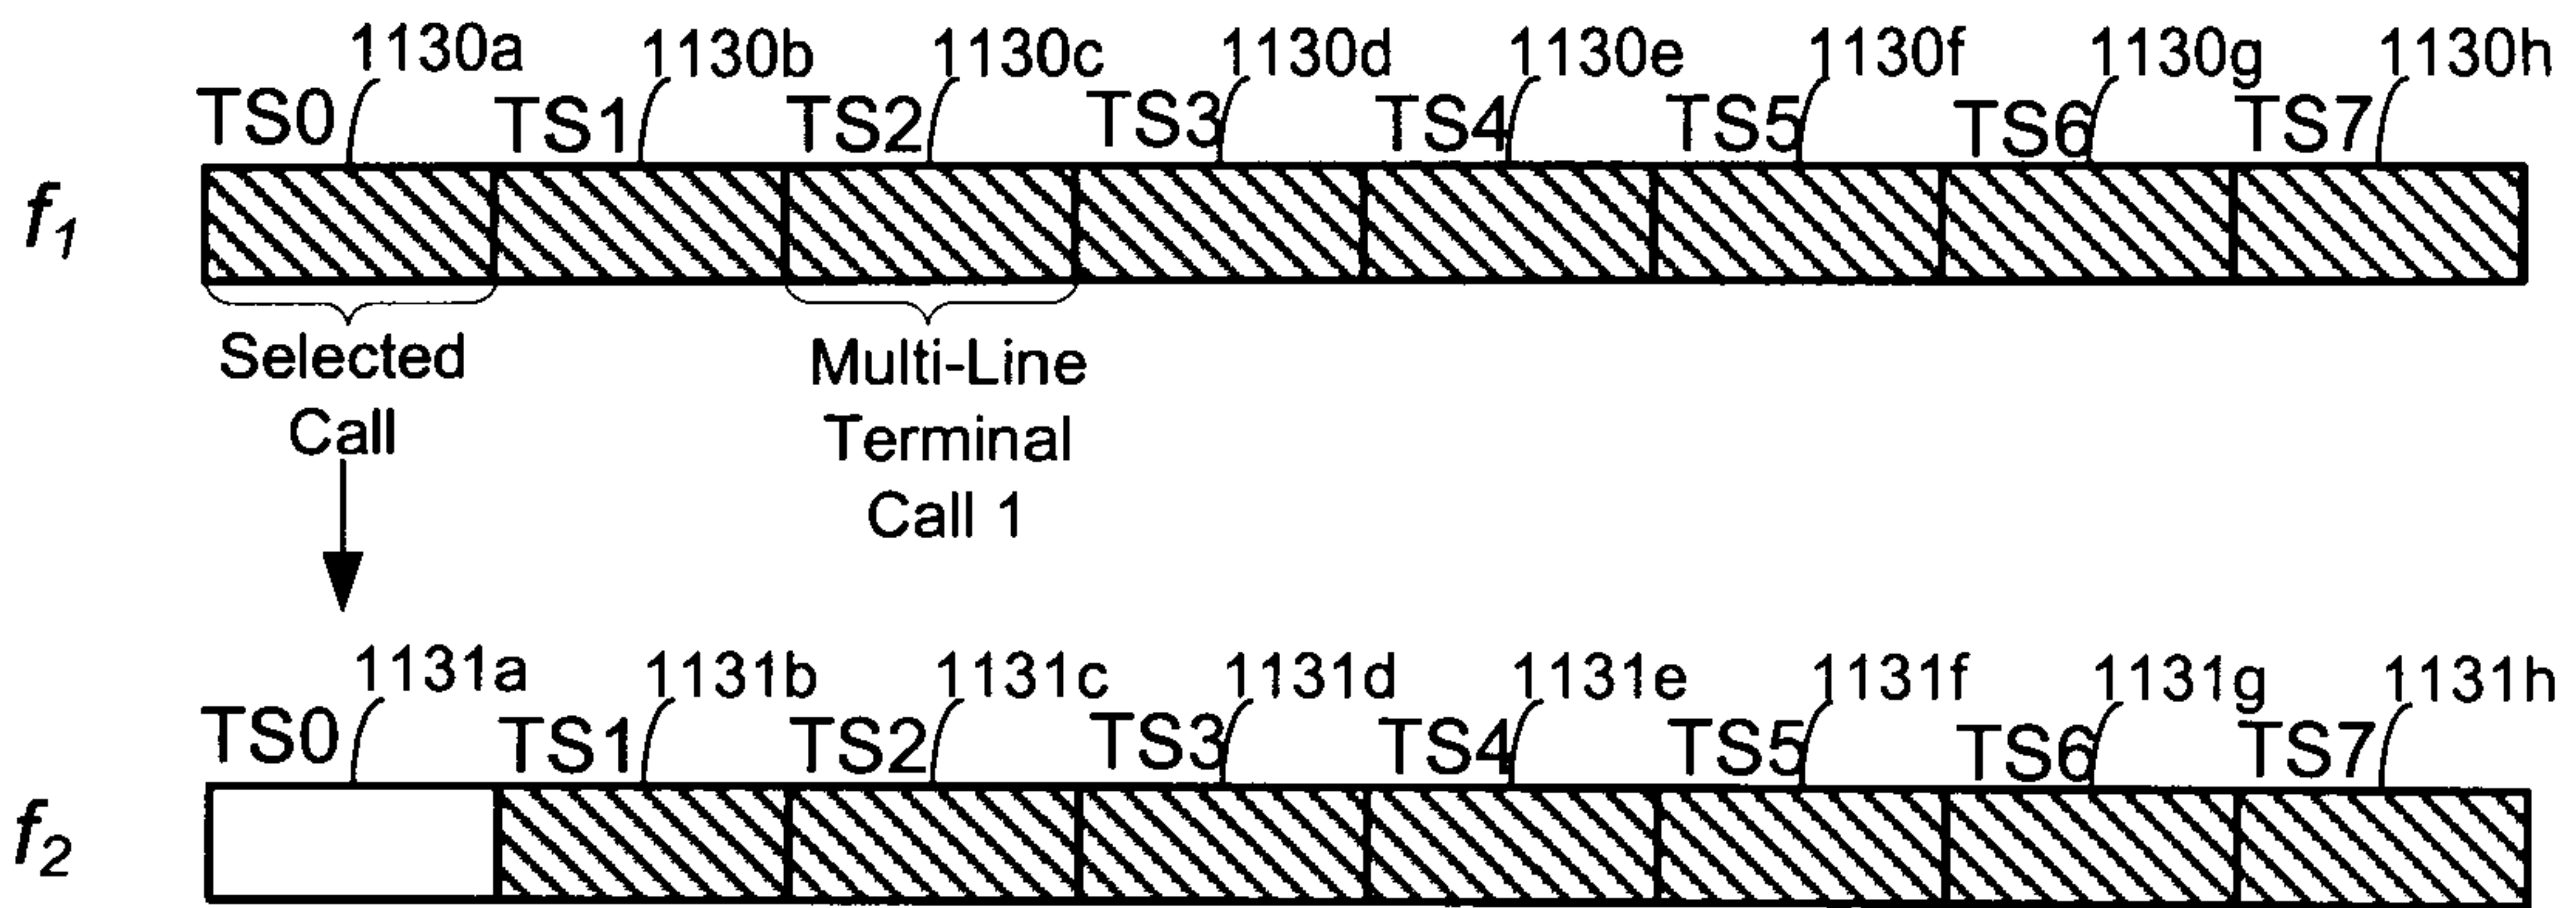 1130a 1130b 1130c 1130d 1130e 1130f 1130g 1130h
TS0 TS1 TS2 TS3 TS4 TS5 TS6 TS7
f1
Selected
Call
Multi-Line
Terminal
Call 1
1131a 1131b 1131c 1131d 1131e 1131f 1131g 1131h
TS0 TS1 TS2 TS3 TS4 TS5 TS6 TS7
f2